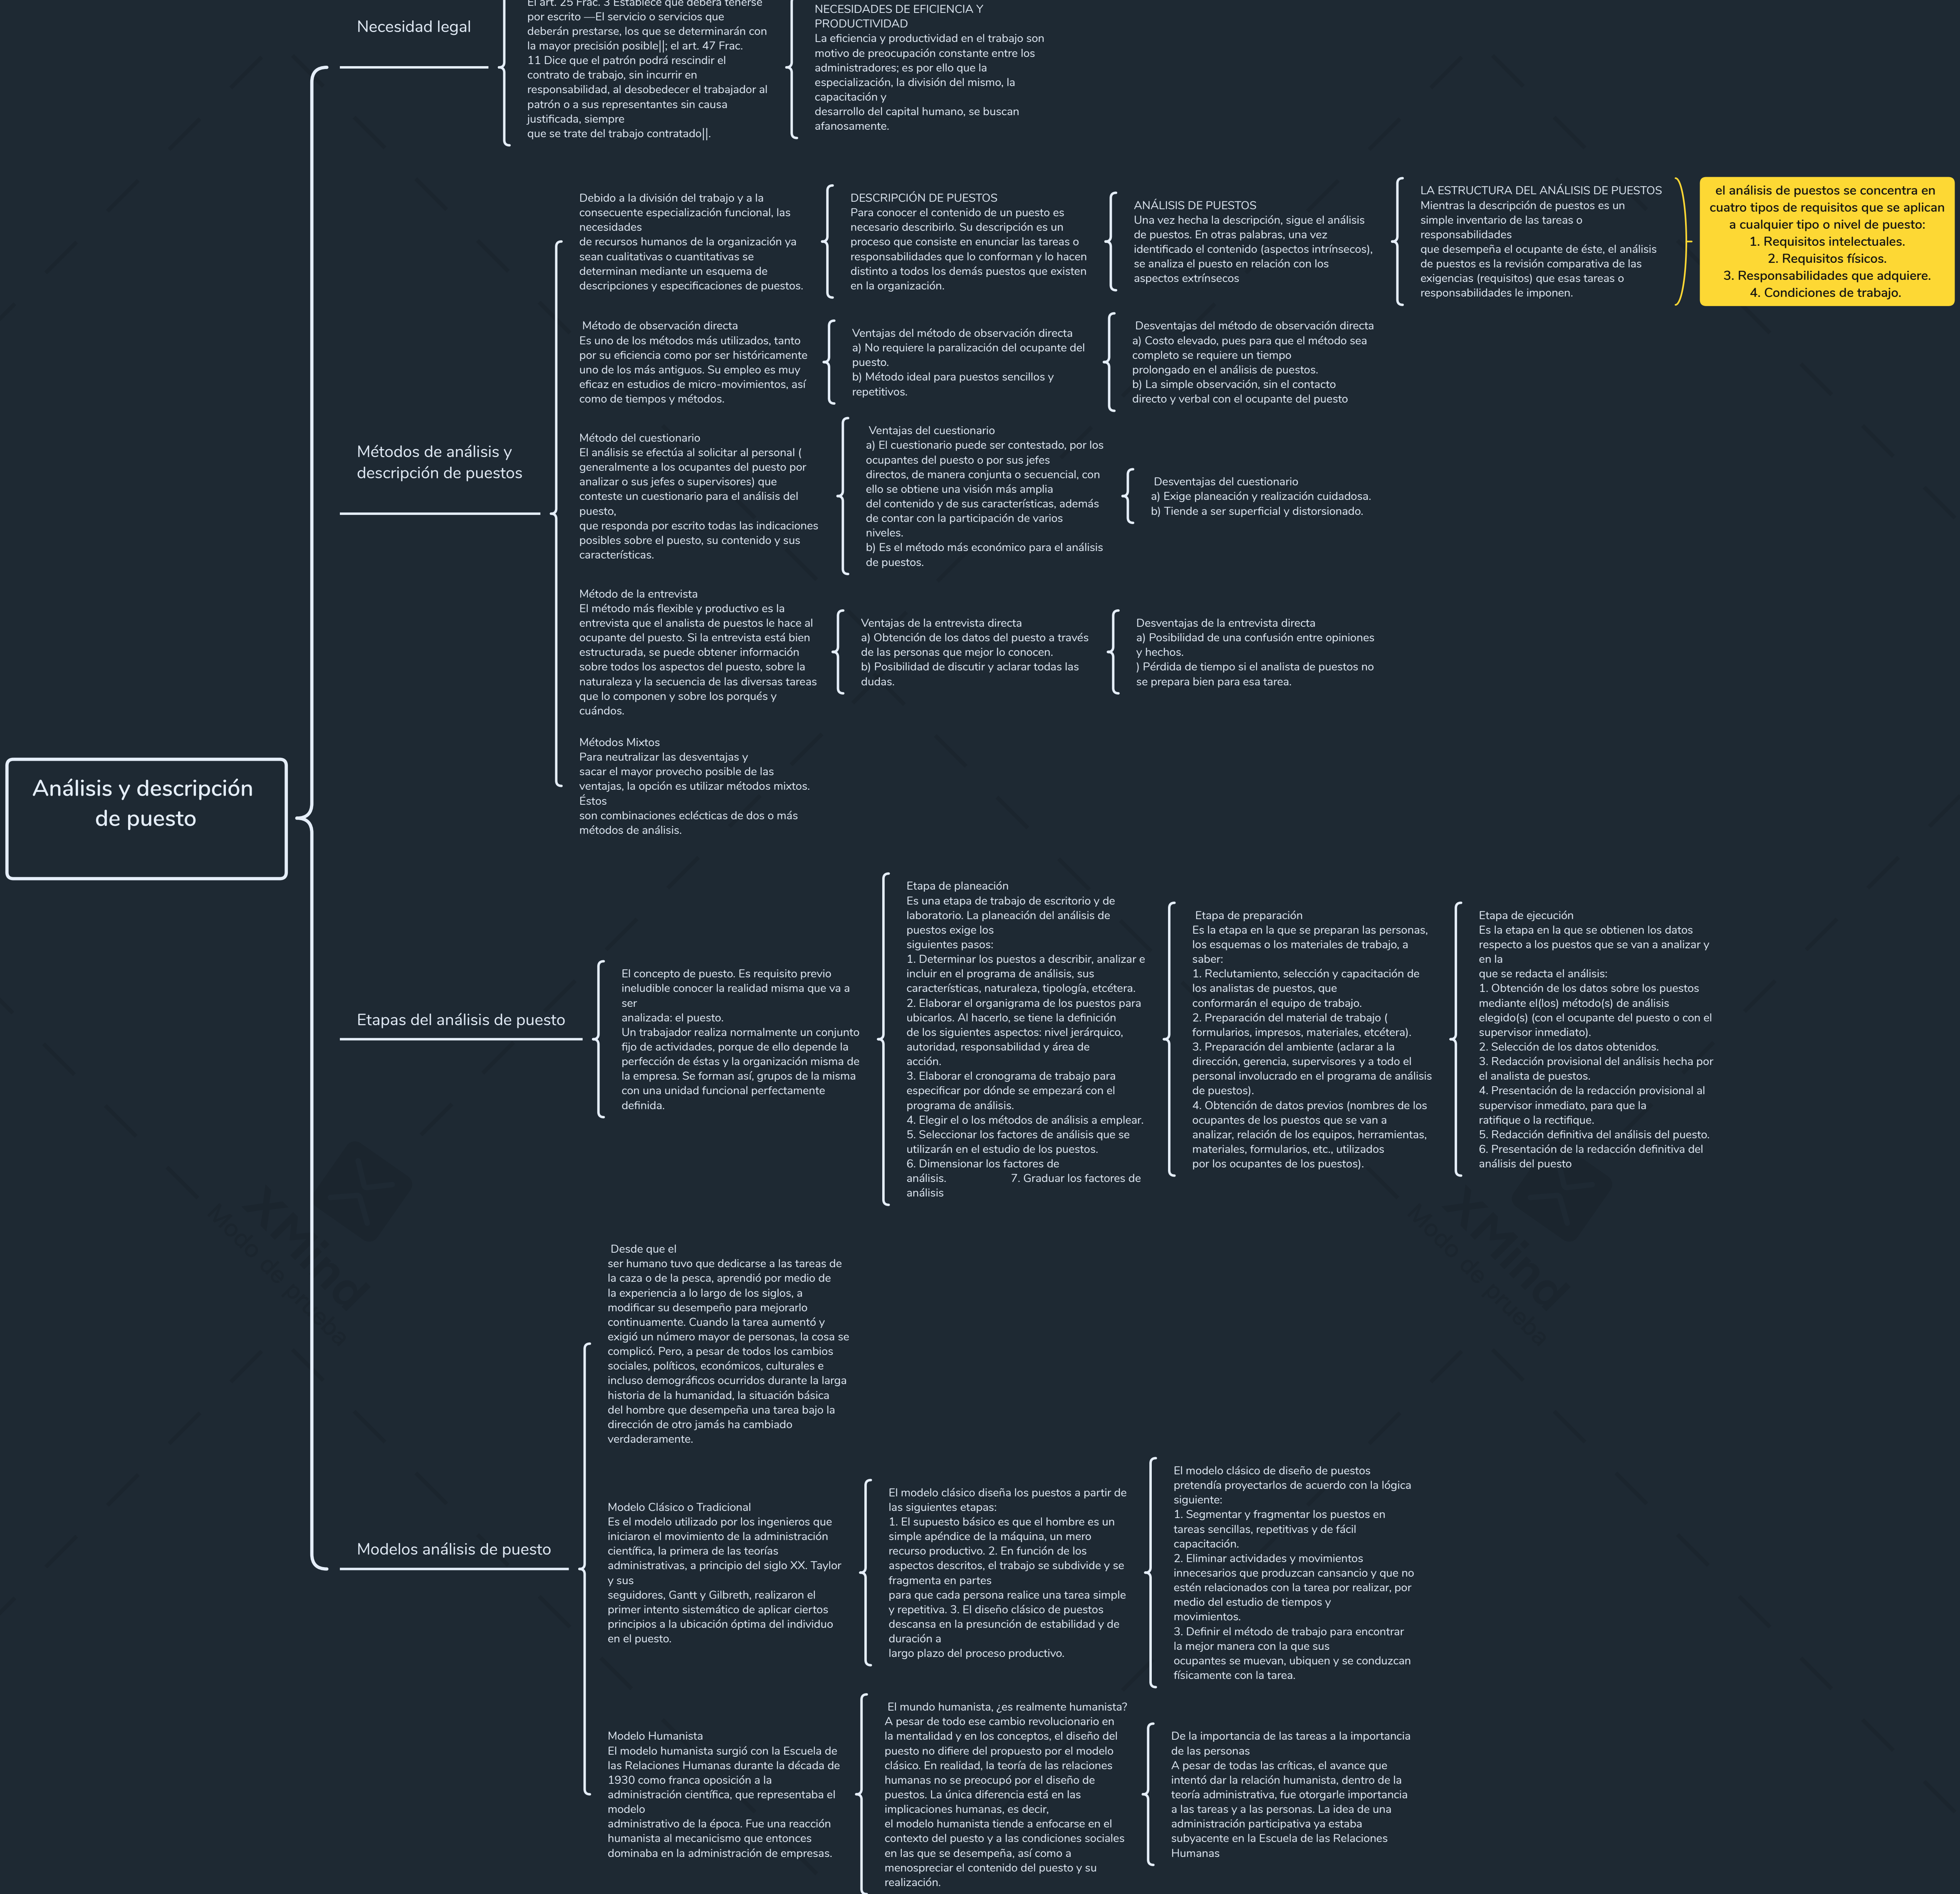 Necesidad legal
El art. 25 Frac. 3 Establece que deberá tenerse
por escrito —El servicio o servicios que
deberán prestarse, los que se determinarán con
la mayor precisión posible||; el art. 47 Frac.
11 Dice que el patrón podrá rescindir el
contrato de trabajo, sin incurrir en
responsabilidad, al desobedecer el trabajador al
patrón o a sus representantes sin causa
justificada, siempre
que se trate del trabajo contratado||.
NECESIDADES DE EFICIENCIA Y
PRODUCTIVIDAD
La eficiencia y productividad en el trabajo son
motivo de preocupación constante entre los
administradores; es por ello que la
especialización, la división del mismo, la
capacitación y
desarrollo del capital humano, se buscan
afanosamente.
Métodos de análisis y
descripción de puestos
Debido a la división del trabajo y a la
consecuente especialización funcional, las
necesidades
de recursos humanos de la organización ya
sean cualitativas o cuantitativas se
determinan mediante un esquema de
descripciones y especificaciones de puestos.
DESCRIPCIÓN DE PUESTOS
Para conocer el contenido de un puesto es
necesario describirlo. Su descripción es un
proceso que consiste en enunciar las tareas o
responsabilidades que lo conforman y lo hacen
distinto a todos los demás puestos que existen
en la organización.
ANÁLISIS DE PUESTOS
Una vez hecha la descripción, sigue el análisis
de puestos. En otras palabras, una vez
identificado el contenido (aspectos intrínsecos),
se analiza el puesto en relación con los
aspectos extrínsecos
LA ESTRUCTURA DEL ANÁLISIS DE PUESTOS
Mientras la descripción de puestos es un
simple inventario de las tareas o
responsabilidades
que desempeña el ocupante de éste, el análisis
de puestos es la revisión comparativa de las
exigencias (requisitos) que esas tareas o
responsabilidades le imponen.
el análisis de puestos se concentra en
cuatro tipos de requisitos que se aplican
a cualquier tipo o nivel de puesto:
1. Requisitos intelectuales.
2. Requisitos físicos.
3. Responsabilidades que adquiere.
4. Condiciones de trabajo.
Método de observación directa
Es uno de los métodos más utilizados, tanto
por su eficiencia como por ser históricamente
uno de los más antiguos. Su empleo es muy
eficaz en estudios de micro-movimientos, así
como de tiempos y métodos.
Ventajas del método de observación directa
a) No requiere la paralización del ocupante del
puesto.
b) Método ideal para puestos sencillos y
repetitivos.
Desventajas del método de observación directa
a) Costo elevado, pues para que el método sea
completo se requiere un tiempo
prolongado en el análisis de puestos.
b) La simple observación, sin el contacto
directo y verbal con el ocupante del puesto
Método del cuestionario
El análisis se efectúa al solicitar al personal (
generalmente a los ocupantes del puesto por
analizar o sus jefes o supervisores) que
conteste un cuestionario para el análisis del
puesto,
que responda por escrito todas las indicaciones
posibles sobre el puesto, su contenido y sus
características.
Ventajas del cuestionario
a) El cuestionario puede ser contestado, por los
ocupantes del puesto o por sus jefes
directos, de manera conjunta o secuencial, con
ello se obtiene una visión más amplia
del contenido y de sus características, además
de contar con la participación de varios
niveles.
b) Es el método más económico para el análisis
de puestos.
Desventajas del cuestionario
a) Exige planeación y realización cuidadosa.
b) Tiende a ser superficial y distorsionado.
Método de la entrevista
El método más flexible y productivo es la
entrevista que el analista de puestos le hace al
ocupante del puesto. Si la entrevista está bien
estructurada, se puede obtener información
sobre todos los aspectos del puesto, sobre la
naturaleza y la secuencia de las diversas tareas
que lo componen y sobre los porqués y
cuándos.
Ventajas de la entrevista directa
a) Obtención de los datos del puesto a través
de las personas que mejor lo conocen.
b) Posibilidad de discutir y aclarar todas las
dudas.
Desventajas de la entrevista directa
a) Posibilidad de una confusión entre opiniones
y hechos.
) Pérdida de tiempo si el analista de puestos no
se prepara bien para esa tarea.
Métodos Mixtos
Para neutralizar las desventajas y
sacar el mayor provecho posible de las
ventajas, la opción es utilizar métodos mixtos.
Éstos
son combinaciones eclécticas de dos o más
métodos de análisis.
Análisis y descripción
de puesto
Etapas del análisis de puesto
El concepto de puesto. Es requisito previo
ineludible conocer la realidad misma que va a
ser
analizada: el puesto.
Un trabajador realiza normalmente un conjunto
fijo de actividades, porque de ello depende la
perfección de éstas y la organización misma de
la empresa. Se forman así, grupos de la misma
con una unidad funcional perfectamente
definida.
Etapa de planeación
Es una etapa de trabajo de escritorio y de
laboratorio. La planeación del análisis de
puestos exige los
siguientes pasos:
1. Determinar los puestos a describir, analizar e
incluir en el programa de análisis, sus
características, naturaleza, tipología, etcétera.
2. Elaborar el organigrama de los puestos para
ubicarlos. Al hacerlo, se tiene la definición
de los siguientes aspectos: nivel jerárquico,
autoridad, responsabilidad y área de
acción.
3. Elaborar el cronograma de trabajo para
especificar por dónde se empezará con el
programa de análisis.
4. Elegir el o los métodos de análisis a emplear.
5. Seleccionar los factores de análisis que se
utilizarán en el estudio de los puestos.
6. Dimensionar los factores de
análisis. 7. Graduar los factores de
análisis
Etapa de preparación
Es la etapa en la que se preparan las personas,
los esquemas o los materiales de trabajo, a
saber:
1. Reclutamiento, selección y capacitación de
los analistas de puestos, que
conformarán el equipo de trabajo.
2. Preparación del material de trabajo (
formularios, impresos, materiales, etcétera).
3. Preparación del ambiente (aclarar a la
dirección, gerencia, supervisores y a todo el
personal involucrado en el programa de análisis
de puestos).
4. Obtención de datos previos (nombres de los
ocupantes de los puestos que se van a
analizar, relación de los equipos, herramientas,
materiales, formularios, etc., utilizados
por los ocupantes de los puestos).
Etapa de ejecución
Es la etapa en la que se obtienen los datos
respecto a los puestos que se van a analizar y
en la
que se redacta el análisis:
1. Obtención de los datos sobre los puestos
mediante el(los) método(s) de análisis
elegido(s) (con el ocupante del puesto o con el
supervisor inmediato).
2. Selección de los datos obtenidos.
3. Redacción provisional del análisis hecha por
el analista de puestos.
4. Presentación de la redacción provisional al
supervisor inmediato, para que la
ratifique o la rectifique.
5. Redacción definitiva del análisis del puesto.
6. Presentación de la redacción definitiva del
análisis del puesto
XMind
Modo de prueba
XMind
Modo de prueba
Modelos análisis de puesto
Desde que el
ser humano tuvo que dedicarse a las tareas de
la caza o de la pesca, aprendió por medio de
la experiencia a lo largo de los siglos, a
modificar su desempeño para mejorarlo
continuamente. Cuando la tarea aumentó y
exigió un número mayor de personas, la cosa se
complicó. Pero, a pesar de todos los cambios
sociales, políticos, económicos, culturales e
incluso demográficos ocurridos durante la larga
historia de la humanidad, la situación básica
del hombre que desempeña una tarea bajo la
dirección de otro jamás ha cambiado
verdaderamente.
Modelo Clásico o Tradicional
Es el modelo utilizado por los ingenieros que
iniciaron el movimiento de la administración
científica, la primera de las teorías
administrativas, a principio del siglo XX. Taylor
y sus
seguidores, Gantt y Gilbreth, realizaron el
primer intento sistemático de aplicar ciertos
principios a la ubicación óptima del individuo
en el puesto.
El modelo clásico diseña los puestos a partir de
las siguientes etapas:
1. El supuesto básico es que el hombre es un
simple apéndice de la máquina, un mero
recurso productivo. 2. En función de los
aspectos descritos, el trabajo se subdivide y se
fragmenta en partes
para que cada persona realice una tarea simple
y repetitiva. 3. El diseño clásico de puestos
descansa en la presunción de estabilidad y de
duración a
largo plazo del proceso productivo.
El modelo clásico de diseño de puestos
pretendía proyectarlos de acuerdo con la lógica
siguiente:
1. Segmentar y fragmentar los puestos en
tareas sencillas, repetitivas y de fácil
capacitación.
2. Eliminar actividades y movimientos
innecesarios que produzcan cansancio y que no
estén relacionados con la tarea por realizar, por
medio del estudio de tiempos y
movimientos.
3. Definir el método de trabajo para encontrar
la mejor manera con la que sus
ocupantes se muevan, ubiquen y se conduzcan
físicamente con la tarea.
Modelo Humanista
El modelo humanista surgió con la Escuela de
las Relaciones Humanas durante la década de
1930 como franca oposición a la
administración científica, que representaba el
modelo
administrativo de la época. Fue una reacción
humanista al mecanicismo que entonces
dominaba en la administración de empresas.
El mundo humanista, ¿es realmente humanista?
A pesar de todo ese cambio revolucionario en
la mentalidad y en los conceptos, el diseño del
puesto no difiere del propuesto por el modelo
clásico. En realidad, la teoría de las relaciones
humanas no se preocupó por el diseño de
puestos. La única diferencia está en las
implicaciones humanas, es decir,
el modelo humanista tiende a enfocarse en el
contexto del puesto y a las condiciones sociales
en las que se desempeña, así como a
menospreciar el contenido del puesto y su
realización.
De la importancia de las tareas a la importancia
de las personas
A pesar de todas las críticas, el avance que
intentó dar la relación humanista, dentro de la
teoría administrativa, fue otorgarle importancia
a las tareas y a las personas. La idea de una
administración participativa ya estaba
subyacente en la Escuela de las Relaciones
Humanas